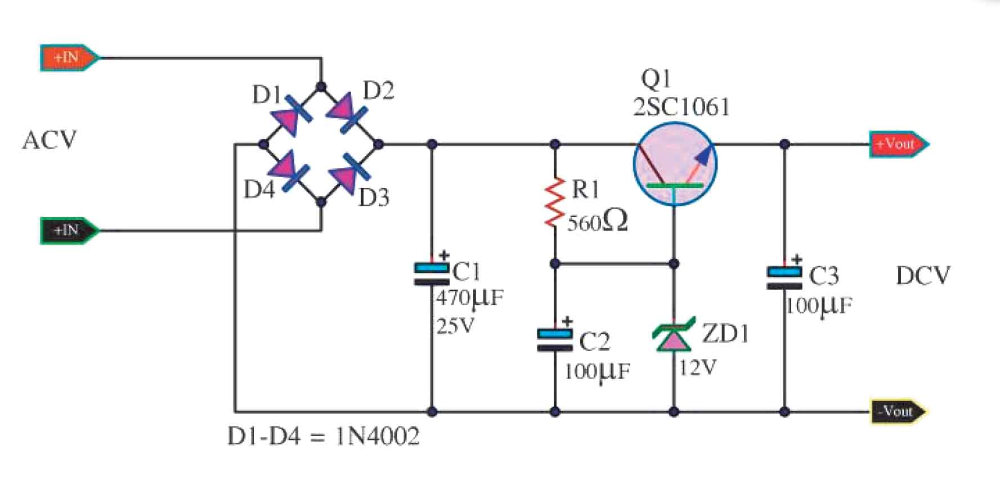 +IN
D1
D2
ACV
D4
D3
+IN
Q1
2SC1061
+Vout
R1
560Ω
+
C1
470µF
25V
+
C2
100µF
ZD1
12V
+
C3
100µF
DCV
-Vout
D1-D4 = 1N4002